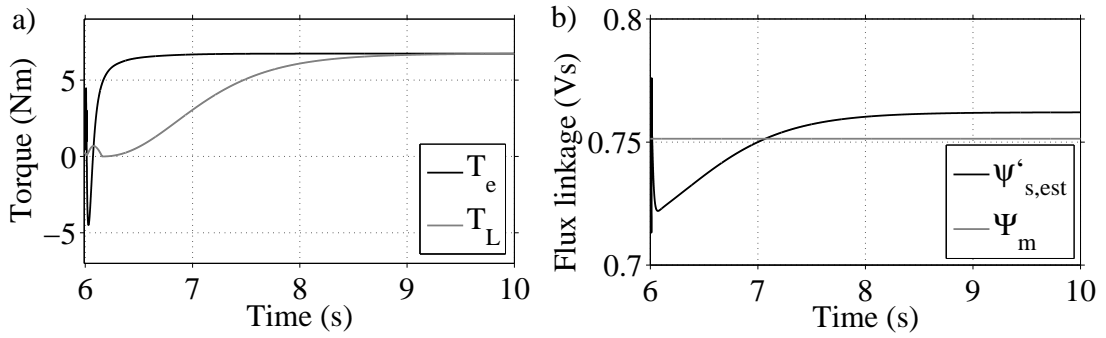 a)
Torque (Nm)
5
0
−5
6 7 8 9 10
Time (s)
T_e
T_L
b)
Flux linkage (Vs)
0.8
0.75
0.7
6 7 8 9 10
Time (s)
ψ‘_s,est
Ψ_m